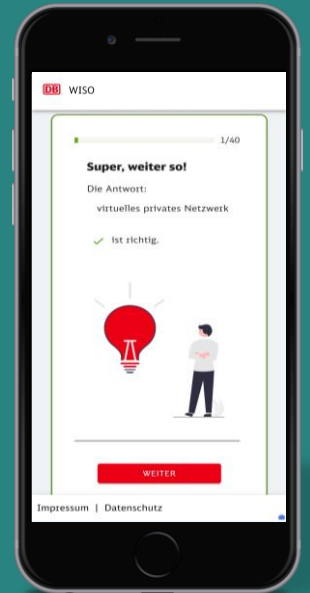 DB WISO
1/40
Super, weiter so!
Die Antwort:
virtuelles privates Netzwerk
ist richtig.
WEITER
Impressum | Datenschutz